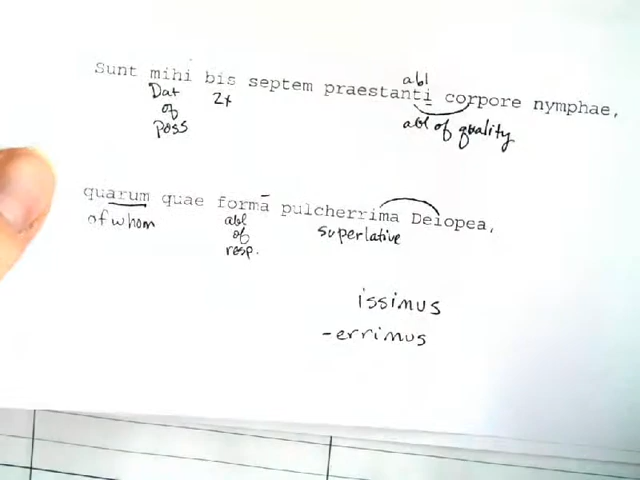 Sunt mihi bis septem praestanti corpore nymphae,
abl
Dat
of
Poss
2x
abl of quality
quarum quae formā pulcherrima Deiopea,
of whom
abl
of
resp.
superlative
issimus
-errimus